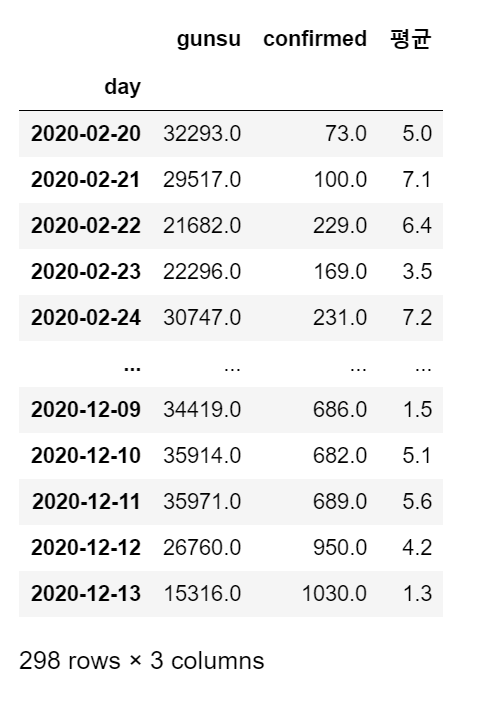 gunsu confirmed 평균
day
2020-02-20 32293.0 73.0 5.0
2020-02-21 29517.0 100.0 7.1
2020-02-22 21682.0 229.0 6.4
2020-02-23 22296.0 169.0 3.5
2020-02-24 30747.0 231.0 7.2
... ... ... ...
2020-12-09 34419.0 686.0 1.5
2020-12-10 35914.0 682.0 5.1
2020-12-11 35971.0 689.0 5.6
2020-12-12 26760.0 950.0 4.2
2020-12-13 15316.0 1030.0 1.3
298 rows × 3 columns